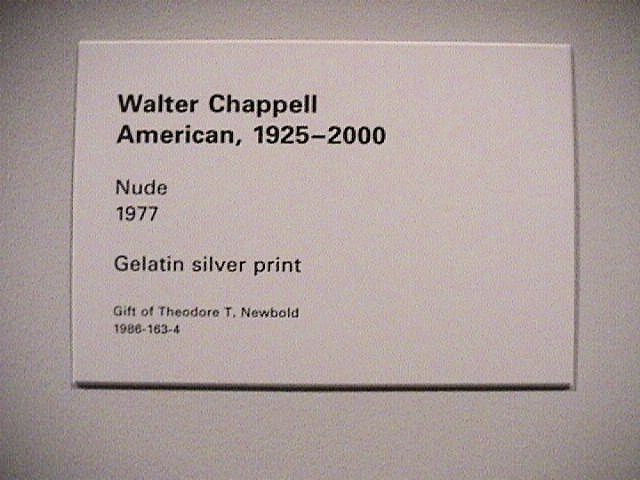 Walter Chappell
American, 1925–2000
Nude
1977
Gelatin silver print
Gift of Theodore T. Newbold
1986-163-4